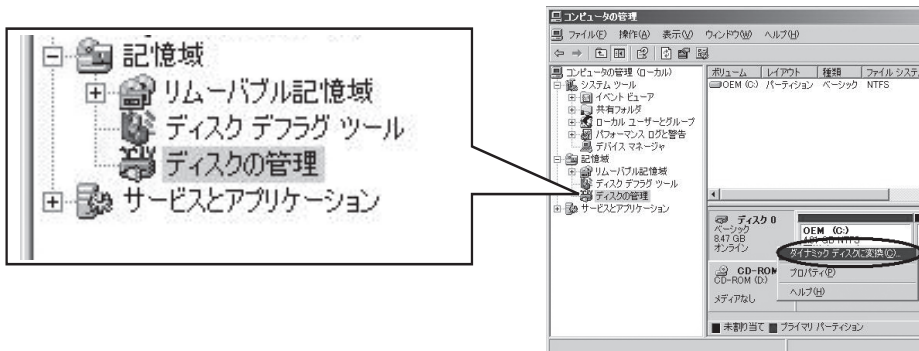 記憶域
リムーバブル記憶域
ディスク デフラグ ツール
ディスクの管理
サービスとアプリケーション
コンピュータの管理
ファイル(F) 操作(A) 表示(V) ウィンドウ(W) ヘルプ(H)
コンピュータの管理 (ローカル)
システム ツール
イベント ビューア
共有フォルダ
ローカル ユーザーとグループ
パフォーマンス ログと警告
デバイス マネージャ
記憶域
リムーバブル記憶域
ディスク デフラグ ツール
ディスクの管理
サービスとアプリケーション
ボリューム レイアウト 種類 ファイル システ
OEM (C:) パーティション ベーシック NTFS
ディスク 0
ベーシック
8.47 GB
オンライン
OEM (C:)
GB NTFS
ダイナミック ディスクに変換(C)...
プロパティ(P)
ヘルプ(H)
CD-ROM
CD-ROM (D:)
メディアなし
未割り当て プライマリ パーティション